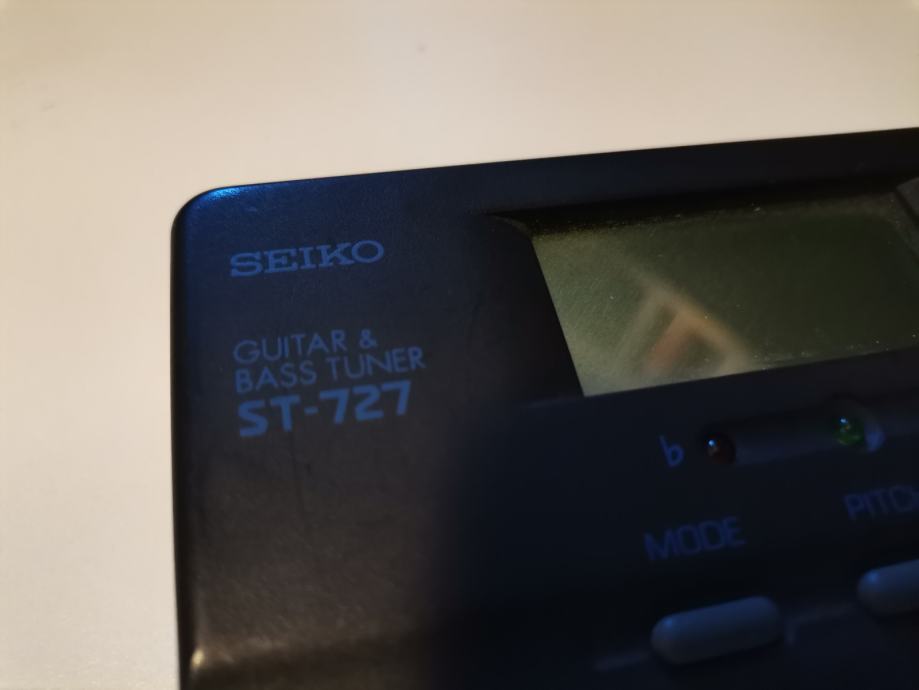 SEIKO
GUITAR &
BASS TUNER
ST-727
b
MODE